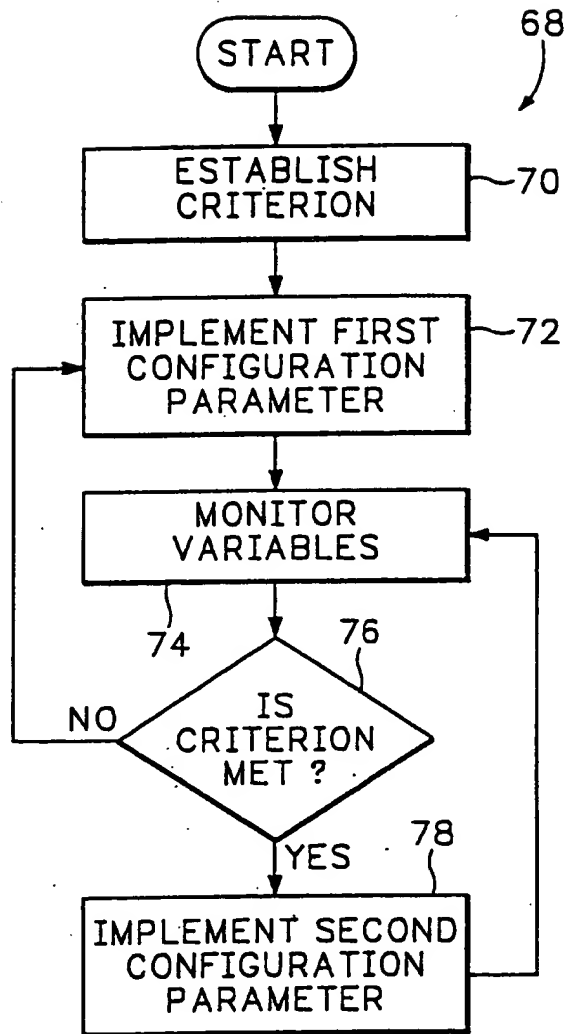 68
START
ESTABLISH
CRITERION
70
IMPLEMENT FIRST
CONFIGURATION
PARAMETER
72
MONITOR
VARIABLES
74
76
IS
CRITERION
MET ?
NO
YES
78
IMPLEMENT SECOND
CONFIGURATION
PARAMETER